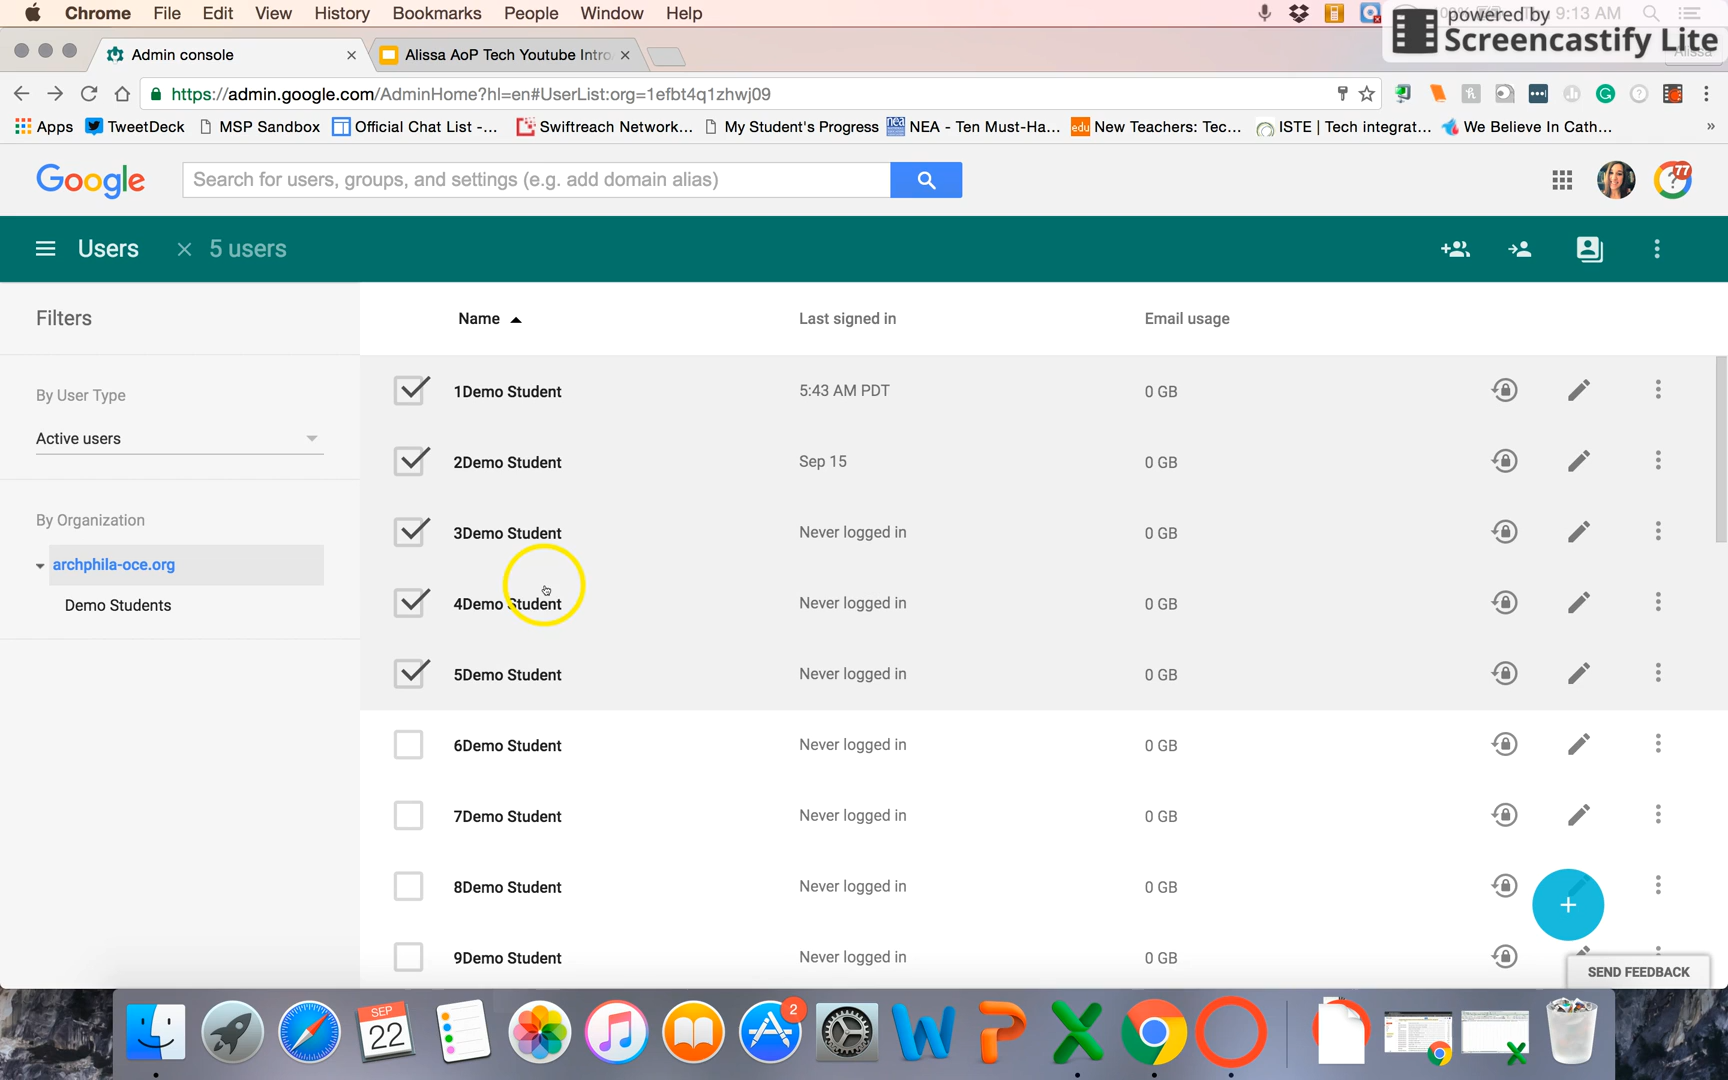 Chrome File Edit View History Bookmarks People Window Help 9:13 AM
powered by
Screencastify Lite
Admin console
Alissa AoP Tech Youtube Intro
https://admin.google.com/AdminHome?hl=en#UserList:org=1efbt4q1zhwj09
Apps TweetDeck MSP Sandbox Official Chat List -... Swiftreach Network... My Student's Progress NEA - Ten Must-Ha... New Teachers: Tec... ISTE | Tech integrat... We Believe In Cath... »
Google Search for users, groups, and settings (e.g. add domain alias) 77
Users × 5 users
Filters Name Last signed in Email usage
By User Type
Active users
By Organization
archphila-oce.org
Demo Students
1Demo Student 5:43 AM PDT 0 GB
2Demo Student Sep 15 0 GB
3Demo Student Never logged in 0 GB
4Demo Student Never logged in 0 GB
5Demo Student Never logged in 0 GB
6Demo Student Never logged in 0 GB
7Demo Student Never logged in 0 GB
8Demo Student Never logged in 0 GB
9Demo Student Never logged in 0 GB
SEND FEEDBACK
SEP
22
2